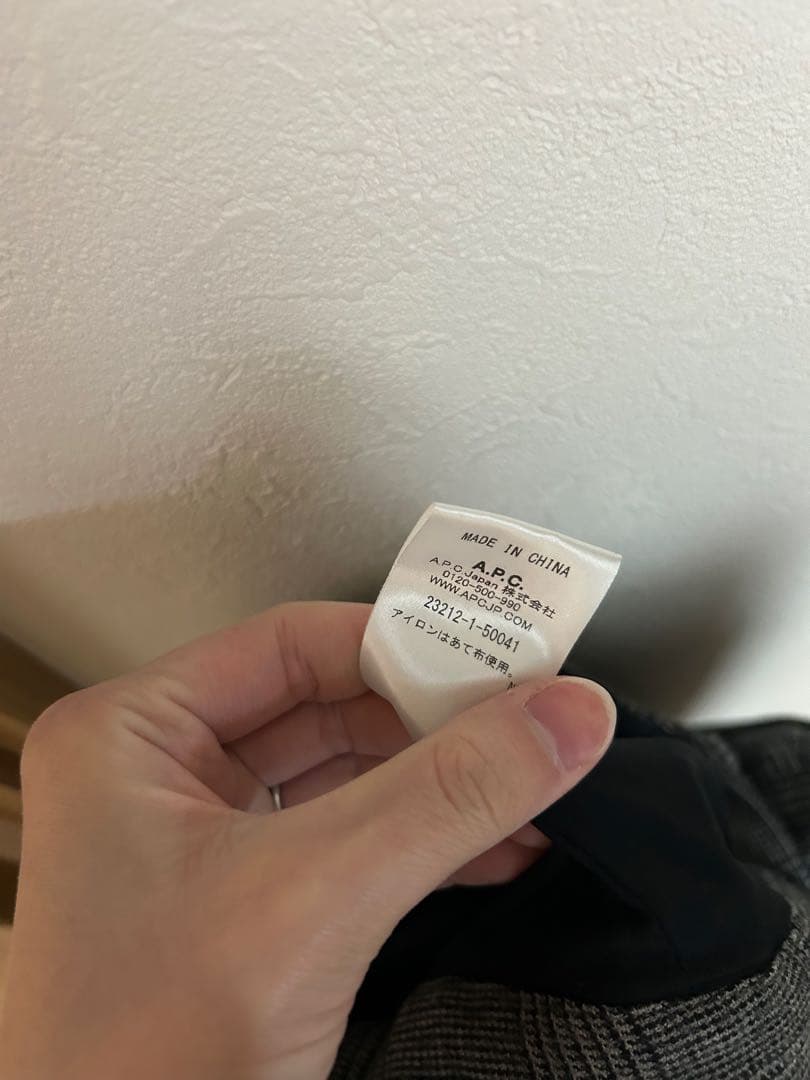 MADE IN CHINA
A.P.C.
A.P.C.Japan 株式会社
0120-500-990
WWW.APCJP.COM
23212-1-50041
アイロンはあて布使用。